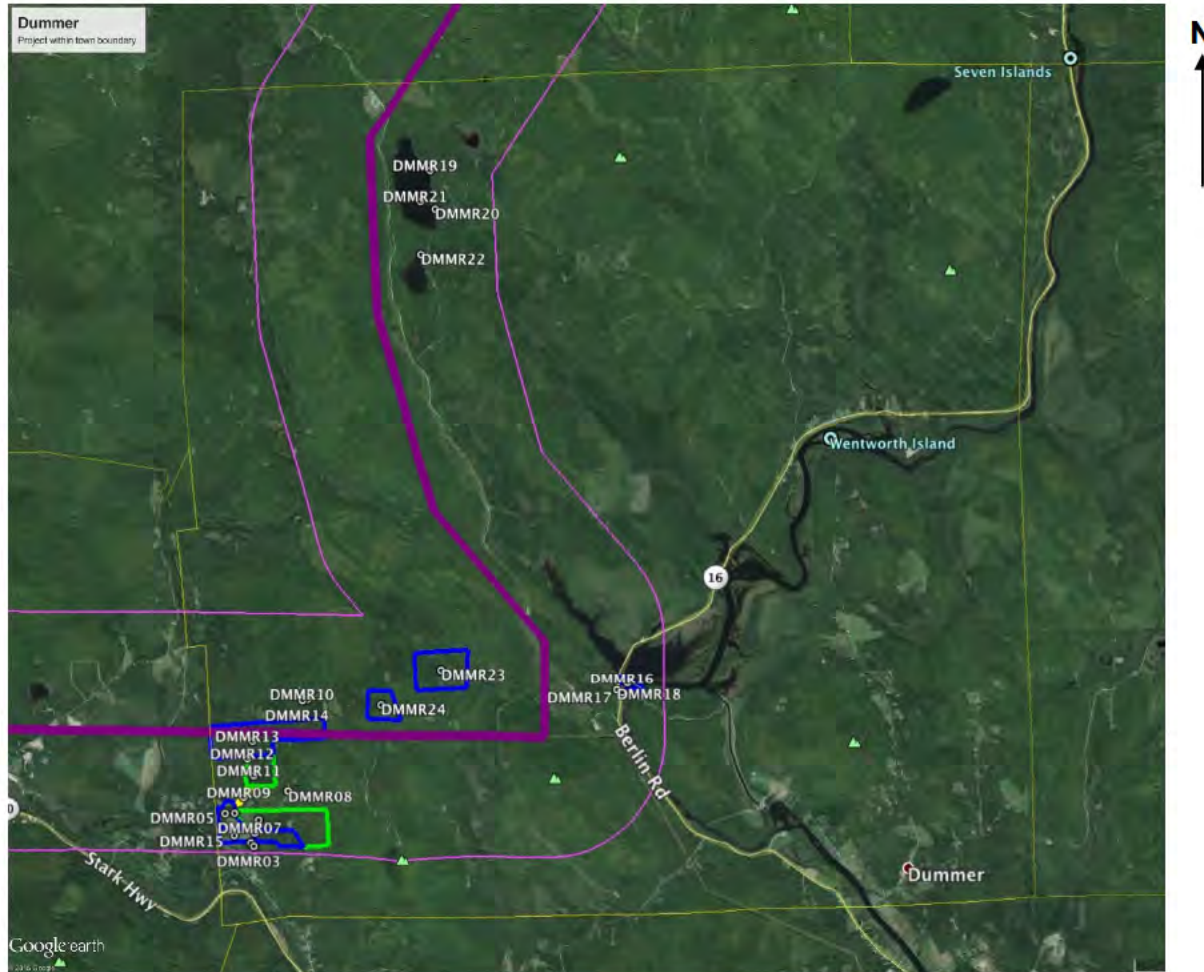 Dummer
Project within town boundary
N
Seven Islands
DMMR19
DMMR21
DMMR20
DMMR22
Wentworth Island
16
DMMR23
DMMR16
DMMR10
DMMR17
DMMR18
DMMR24
DMMR14
DMMR13
DMMR12
DMMR11
Berlin Rd
DMMR09
DMMR08
DMMR05
DMMR07
DMMR15
DMMR03
Stark Hwy
Dummer
Google earth